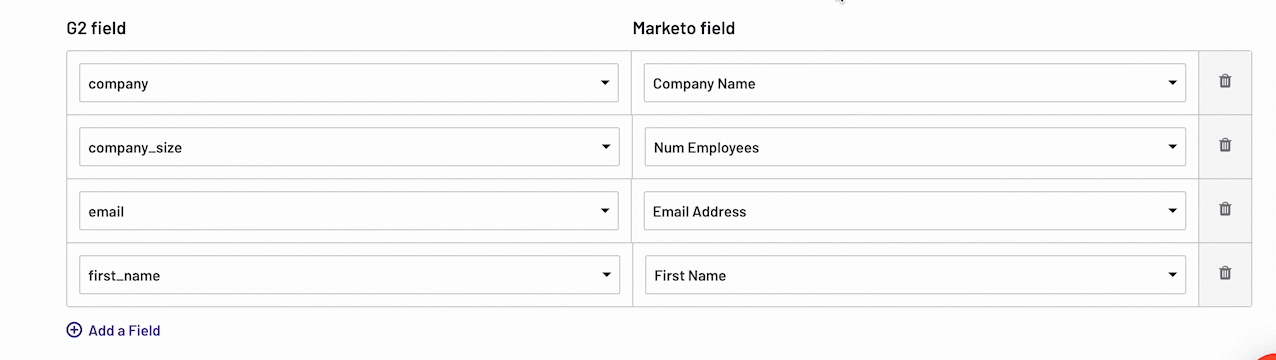 G2 field Marketo field
company Company Name
company_size Num Employees
email Email Address
first_name First Name
Add a Field